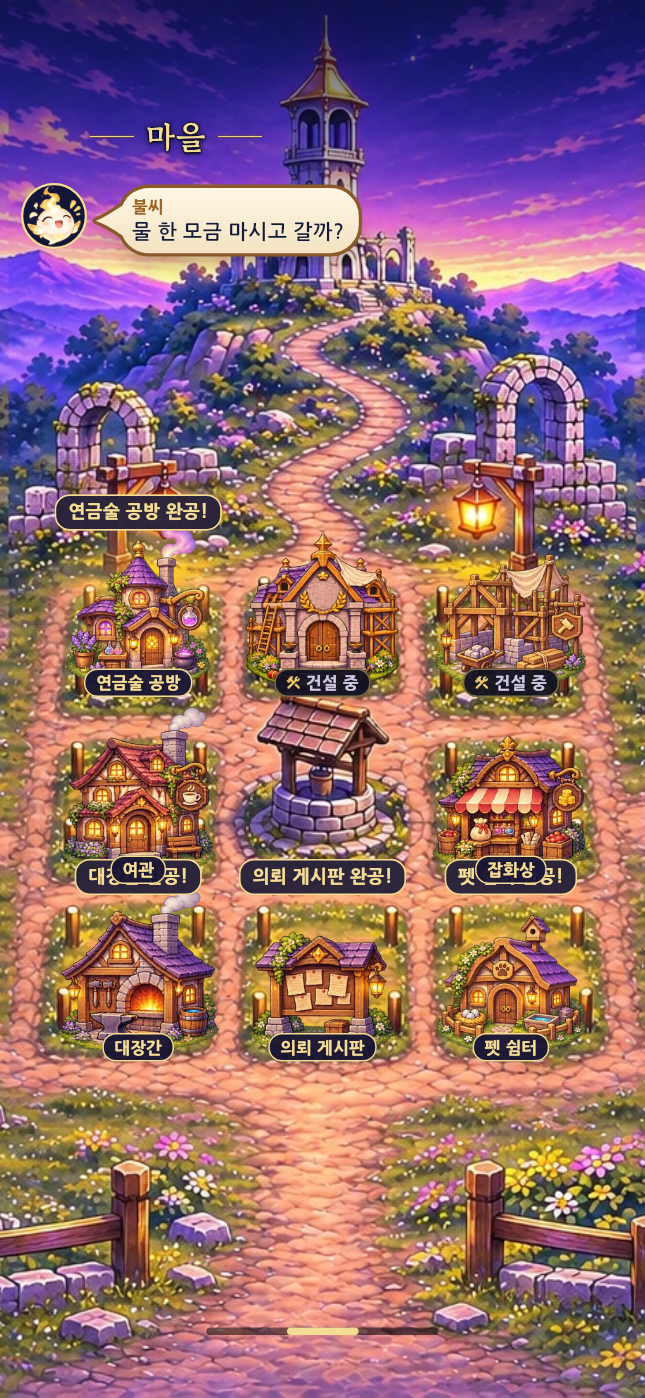 마을
불씨
물 한 모금 마시고 갈까?
연금술 공방 완공!
연금술 공방
건설 중
건설 중
여관
의뢰 게시판 완공!
잡화상
대장간
의뢰 게시판
펫 쉼터